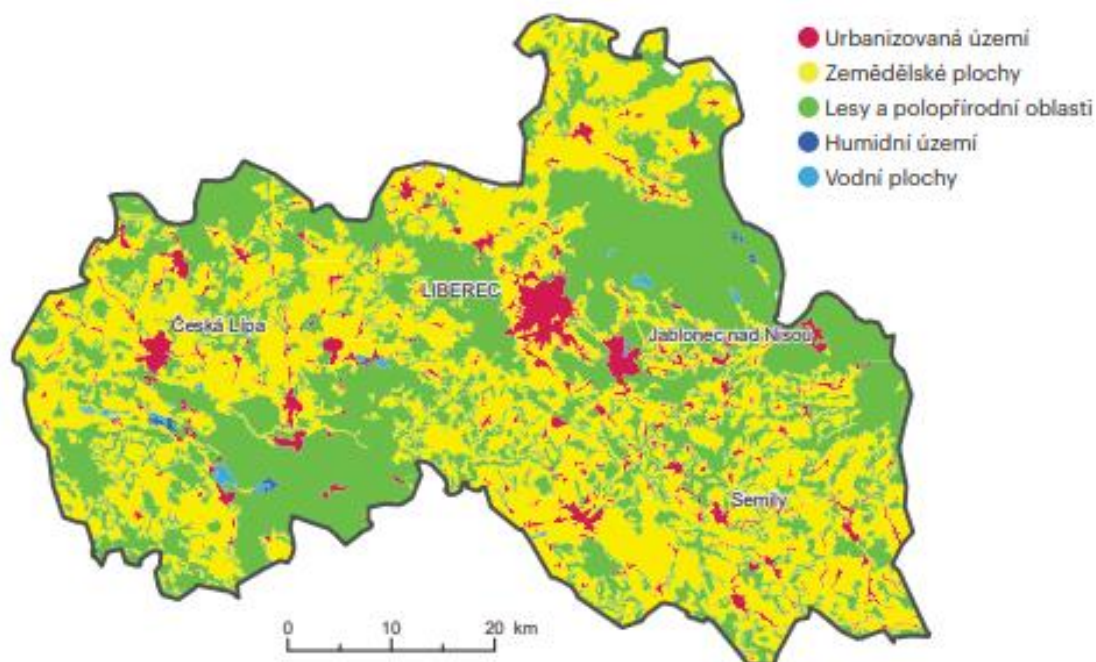 Urbanizovaná území
Zemědělské plochy
Lesy a polopřírodní oblasti
Humidní území
Vodní plochy
LIBEREC
Česká Lípa
Jablonec nad Nisou
Semily
0 10 20 km